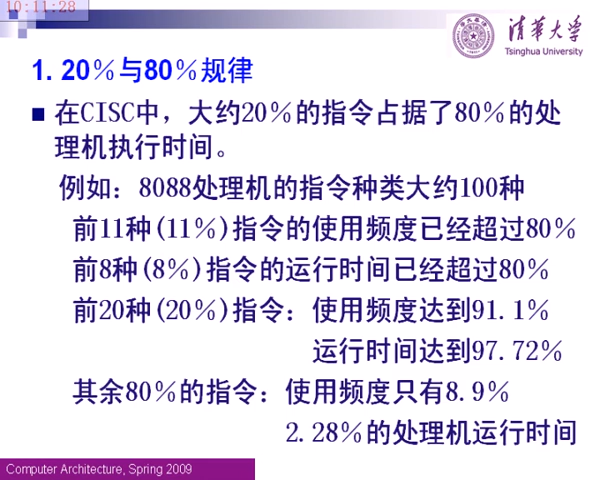 10:11:28
清华大学
Tsinghua University
1. 20%与80%规律
■ 在CISC中，大约20%的指令占据了80%的处
理机执行时间。
例如：8088处理机的指令种类大约100种
前11种(11%)指令的使用频度已经超过80%
前8种(8%)指令的运行时间已经超过80%
前20种(20%)指令：使用频度达到91.1%
运行时间达到97.72%
其余80%的指令：使用频度只有8.9%
2.28%的处理机运行时间
Computer Architecture, Spring 2009